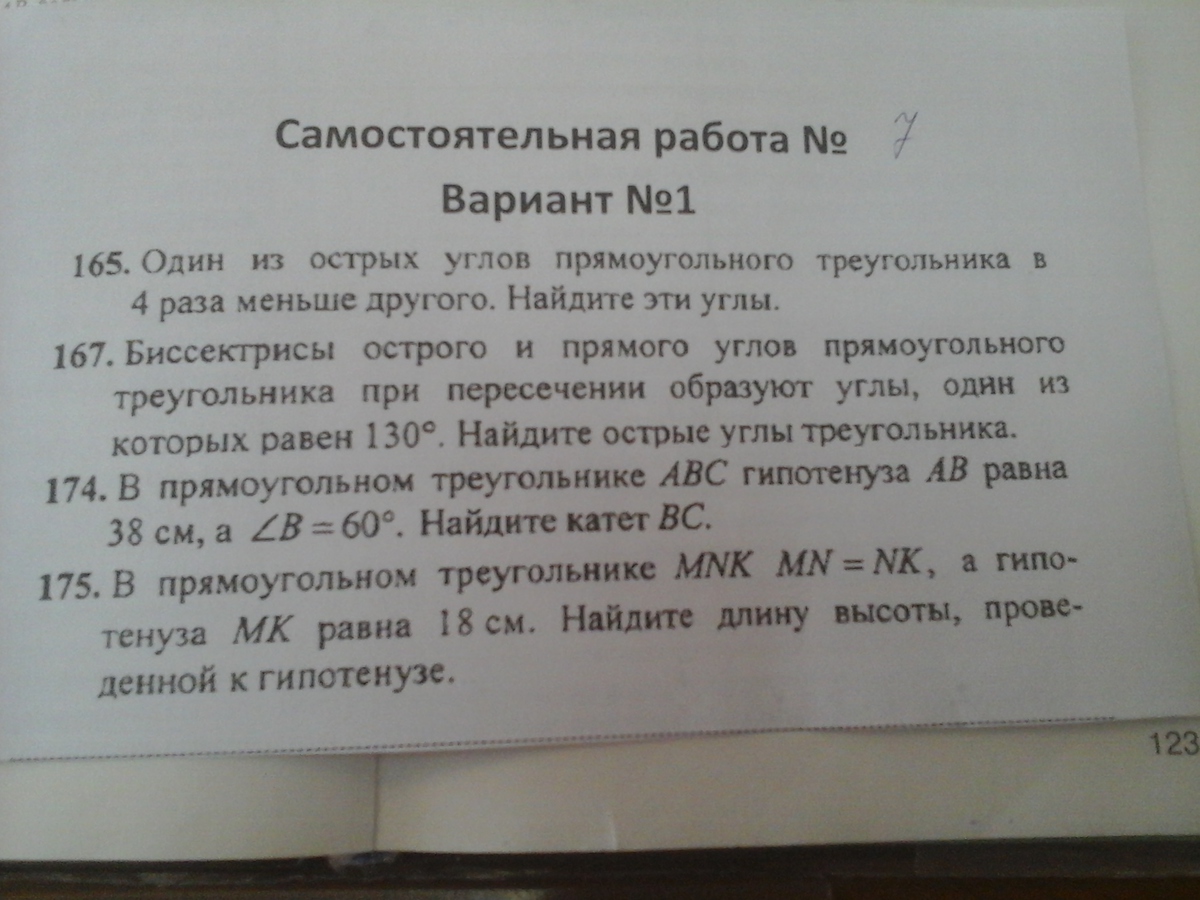 Самостоятельная работа № 7
Вариант №1
165. Один из острых углов прямоугольного треугольника в
4 раза меньше другого. Найдите эти углы.
167. Биссектрисы острого и прямого углов прямоугольного
треугольника при пересечении образуют углы, один из
которых равен 130°. Найдите острые углы треугольника.
174. В прямоугольном треугольнике ABC гипотенуза AB равна
38 см, а ∠B = 60°. Найдите катет BC.
175. В прямоугольном треугольнике MNK MN = NK, а гипо-
тенуза MK равна 18 см. Найдите длину высоты, прове-
денной к гипотенузе.
123